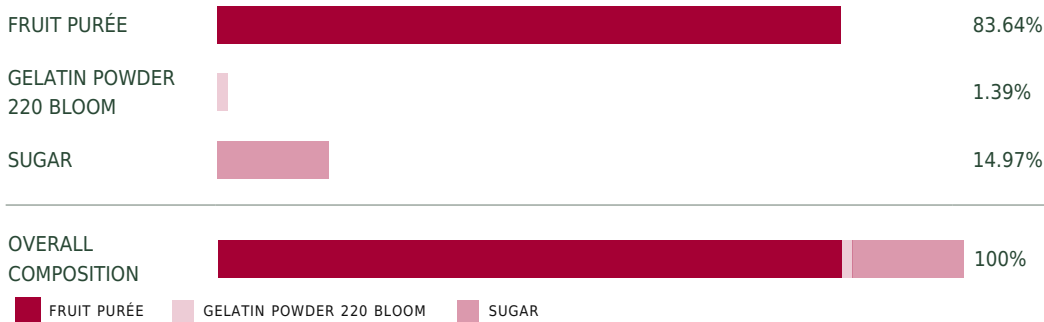 FRUIT PURÉE 83.64%
GELATIN POWDER
220 BLOOM 1.39%
SUGAR 14.97%
OVERALL
COMPOSITION 100%
FRUIT PURÉE GELATIN POWDER 220 BLOOM SUGAR